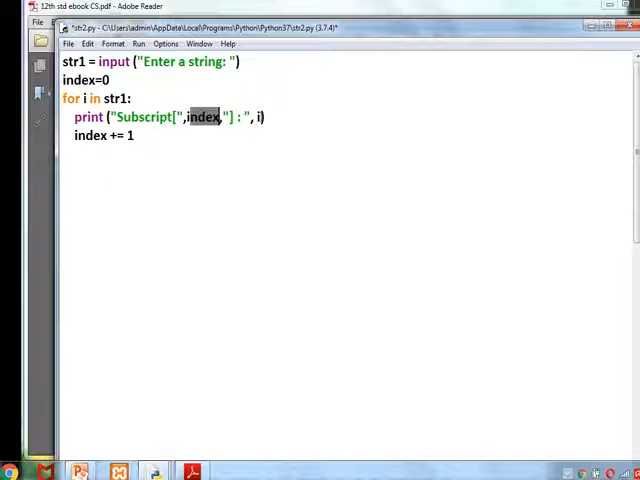 12th std ebook CS.pdf - Adobe Reader
File
*str2.py - C:\Users\admin\AppData\Local\Programs\Python\Python37\str2.py (3.7.4)*
File Edit Format Run Options Window Help
str1 = input ("Enter a string: ")
index=0
for i in str1:
print ("Subscript[",index,"] : ", i)
index += 1